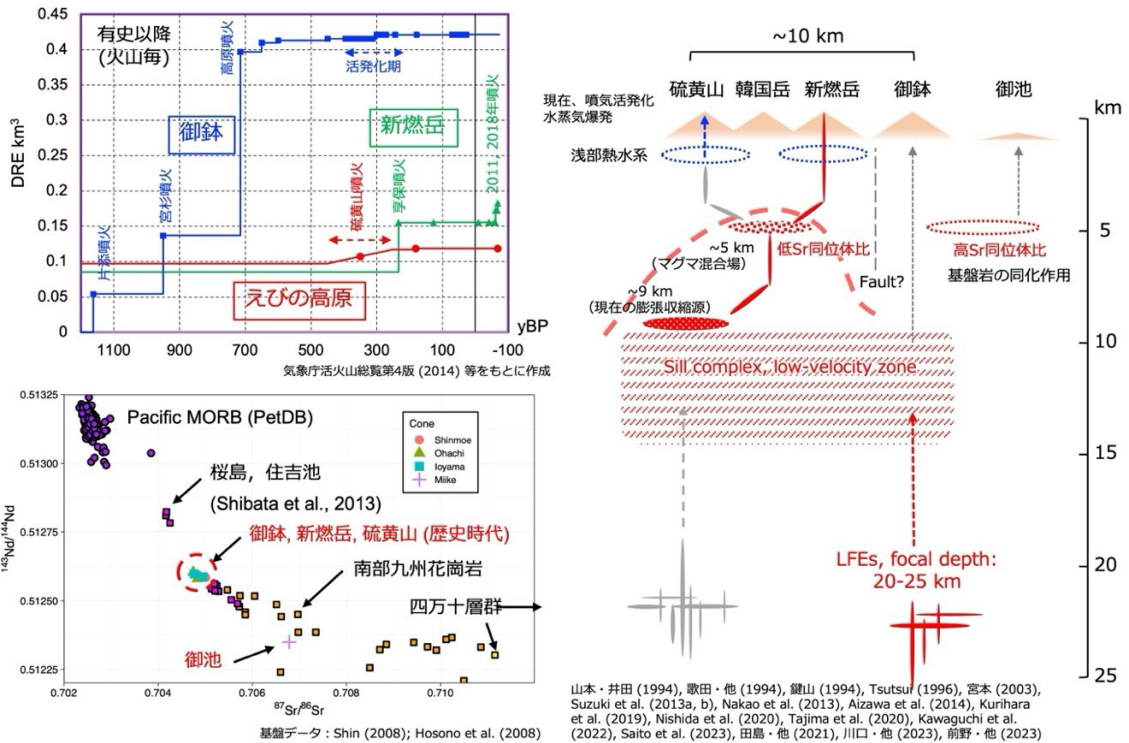 有史以降
(火山毎)
DRE km³
0.45
0.4
0.35
0.3
0.25
0.2
0.15
0.1
0.05
0
1100
900
700
500
300
100
-100
yBP
片添噴火
宮杉噴火
高原噴火
御鉢
活発化期
新燃岳
硫黄山噴火
享保噴火
2011, 2018年噴火
えびの高原
気象庁活火山総覧第4版 (2014) 等をもとに作成
¹⁴³Nd/¹⁴⁴Nd
0.51325
0.51300
0.51275
0.51250
0.51225
0.702
0.704
0.706
0.708
0.710
⁸⁷Sr/⁸⁶Sr
Pacific MORB (PetDB)
Cone
Shinmoe
Ohachi
Ioyama
Miike
桜島，住吉池
(Shibata et al., 2013)
御鉢, 新燃岳, 硫黄山 (歴史時代)
南部九州花崗岩
四万十層群
御池
基盤データ : Shin (2008); Hosono et al. (2008)
~10 km
硫黄山 韓国岳 新燃岳 御鉢 御池
km
現在、噴気活発化
水蒸気爆発
浅部熱水系
~5 km
（マグマ混合場）
低Sr同位体比
高Sr同位体比
基盤岩の同化作用
Fault?
~9 km
(現在の膨張収縮源)
Sill complex, low-velocity zone
LFEs, focal depth:
20-25 km
0
5
10
15
20
25
山本・井田 (1994), 歌田・他 (1994), 鍵山 (1994), Tsutsui (1996), 宮本 (2003),
Suzuki et al. (2013a, b), Nakao et al. (2013), Aizawa et al. (2014), Kurihara
et al. (2019), Nishida et al. (2020), Tajima et al. (2020), Kawaguchi et al.
(2022), Saito et al. (2023), 田島・他 (2021), 川口・他 (2023), 前野・他 (2023)